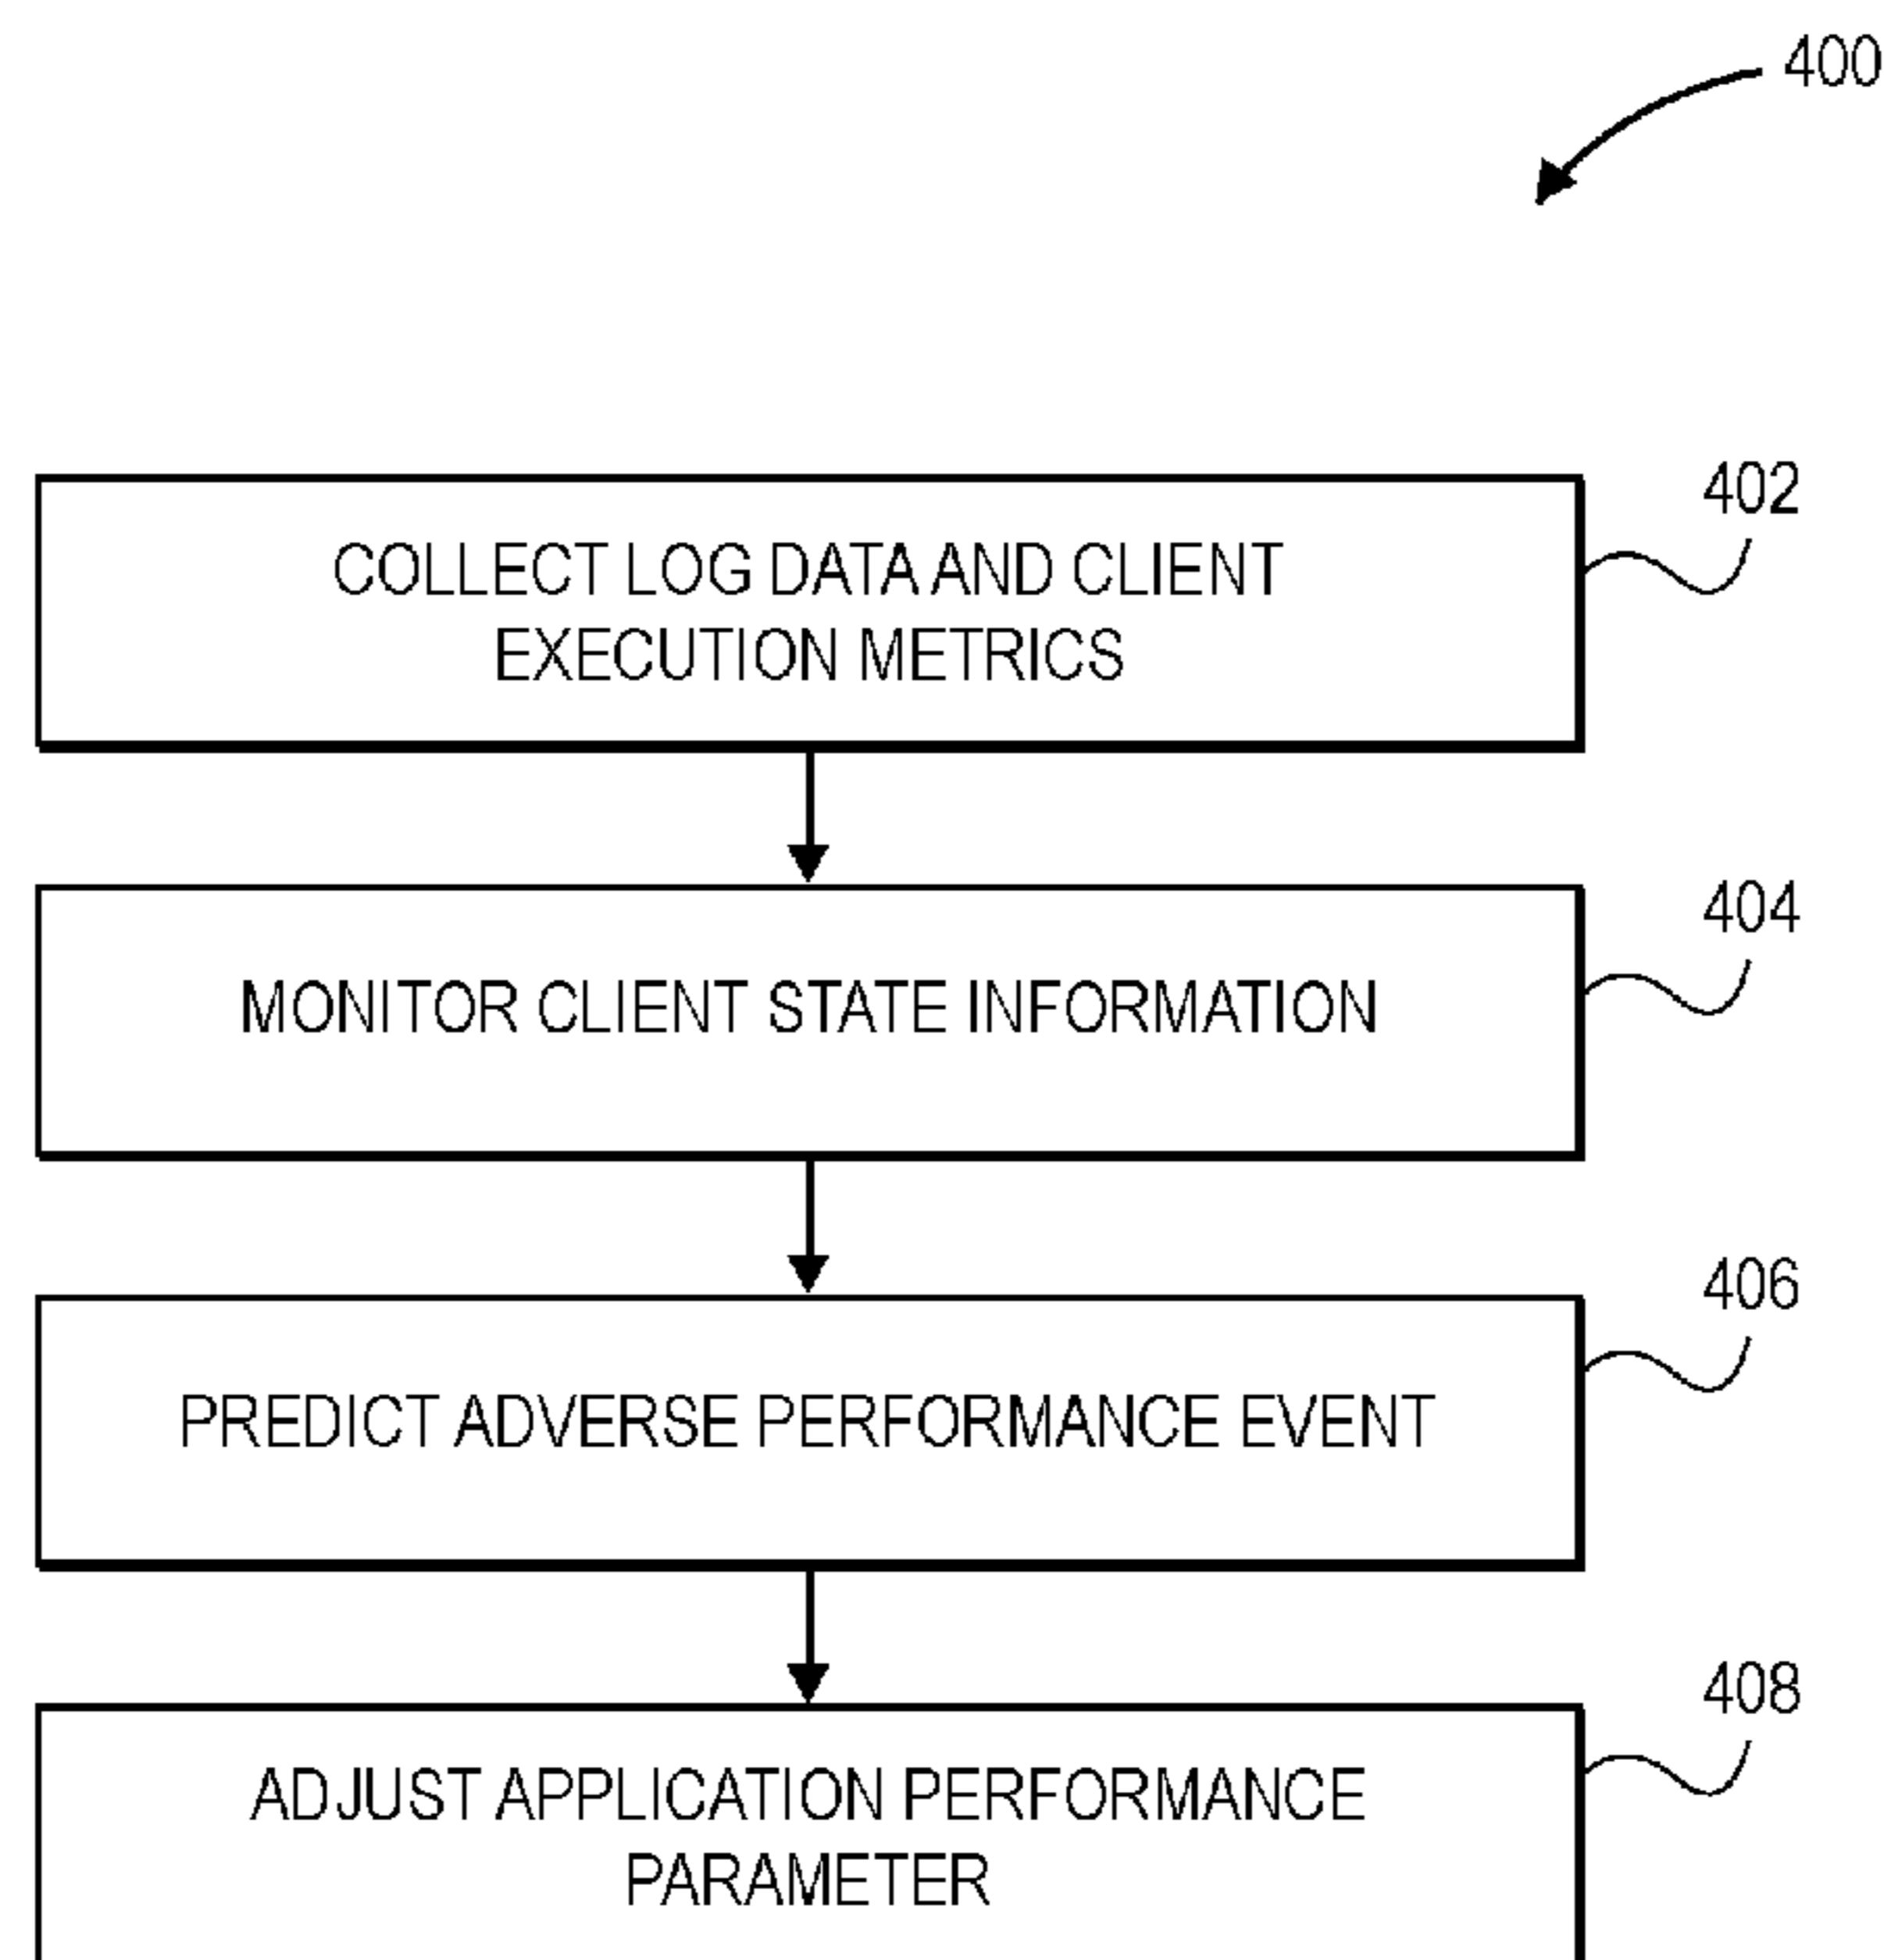 400
402
COLLECT LOG DATA AND CLIENT
EXECUTION METRICS
404
MONITOR CLIENT STATE INFORMATION
406
PREDICT ADVERSE PERFORMANCE EVENT
408
ADJUST APPLICATION PERFORMANCE
PARAMETER